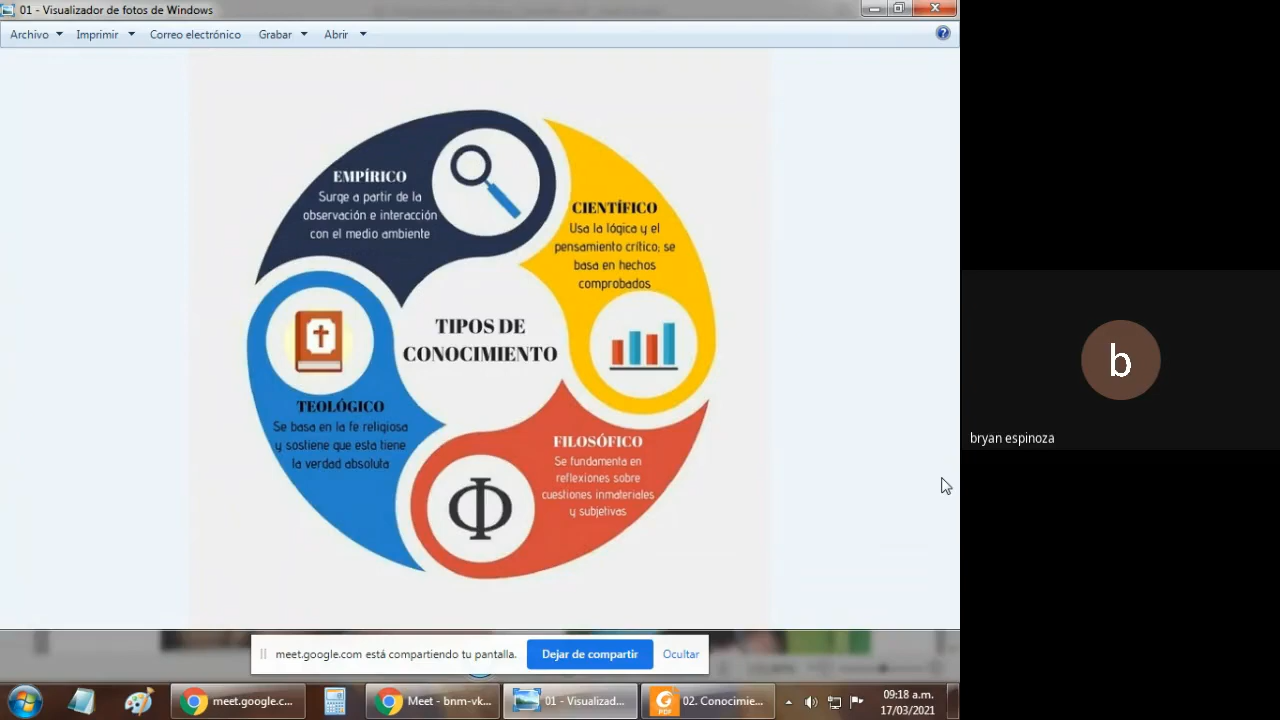 01 - Visualizador de fotos de Windows
Archivo Imprimir Correo electrónico Grabar Abrir
EMPÍRICO
Surge a partir de la
observación e interacción
con el medio ambiente
CIENTÍFICO
Usa la lógica y el
pensamiento crítico; se
basa en hechos
comprobados
TIPOS DE
CONOCIMIENTO
TEOLÓGICO
Se basa en la fe religiosa
y sostiene que esta tiene
la verdad absoluta
FILOSÓFICO
Se fundamenta en
reflexiones sobre
cuestiones inmateriales
y subjetivas
Φ
b
bryan espinoza
meet.google.com está compartiendo tu pantalla. Dejar de compartir Ocultar
meet.google.c... Meet - bnm-vk... 01 - Visualizad... PDF 02. Conocimie... 09:18 a.m.
17/03/2021